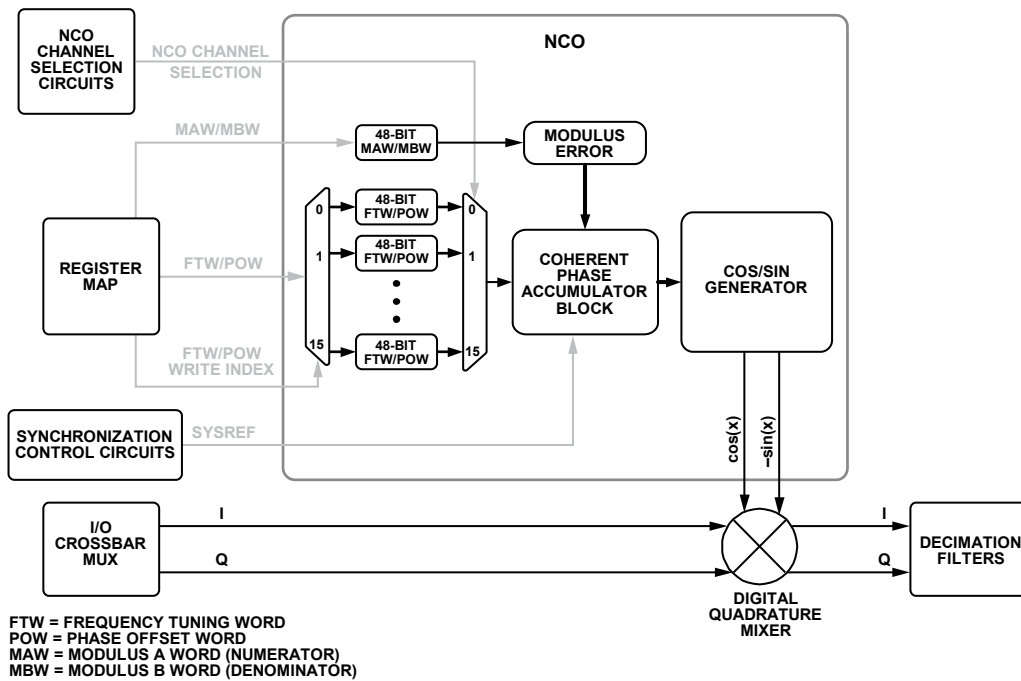 NCO
CHANNEL
SELECTION
CIRCUITS
NCO CHANNEL
SELECTION
NCO
MAW/MBW
48-BIT
MAW/MBW
MODULUS
ERROR
REGISTER
MAP
FTW/POW
0
1
15
48-BIT
FTW/POW
48-BIT
FTW/POW
48-BIT
FTW/POW
0
1
15
COHERENT
PHASE
ACCUMULATOR
BLOCK
COS/SIN
GENERATOR
FTW/POW
WRITE INDEX
SYNCHRONIZATION
CONTROL CIRCUITS
SYSREF
cos(x)
–sin(x)
I/O
CROSSBAR
MUX
I
Q
I
Q
DECIMATION
FILTERS
DIGITAL
QUADRATURE
MIXER
FTW = FREQUENCY TUNING WORD
POW = PHASE OFFSET WORD
MAW = MODULUS A WORD (NUMERATOR)
MBW = MODULUS B WORD (DENOMINATOR)